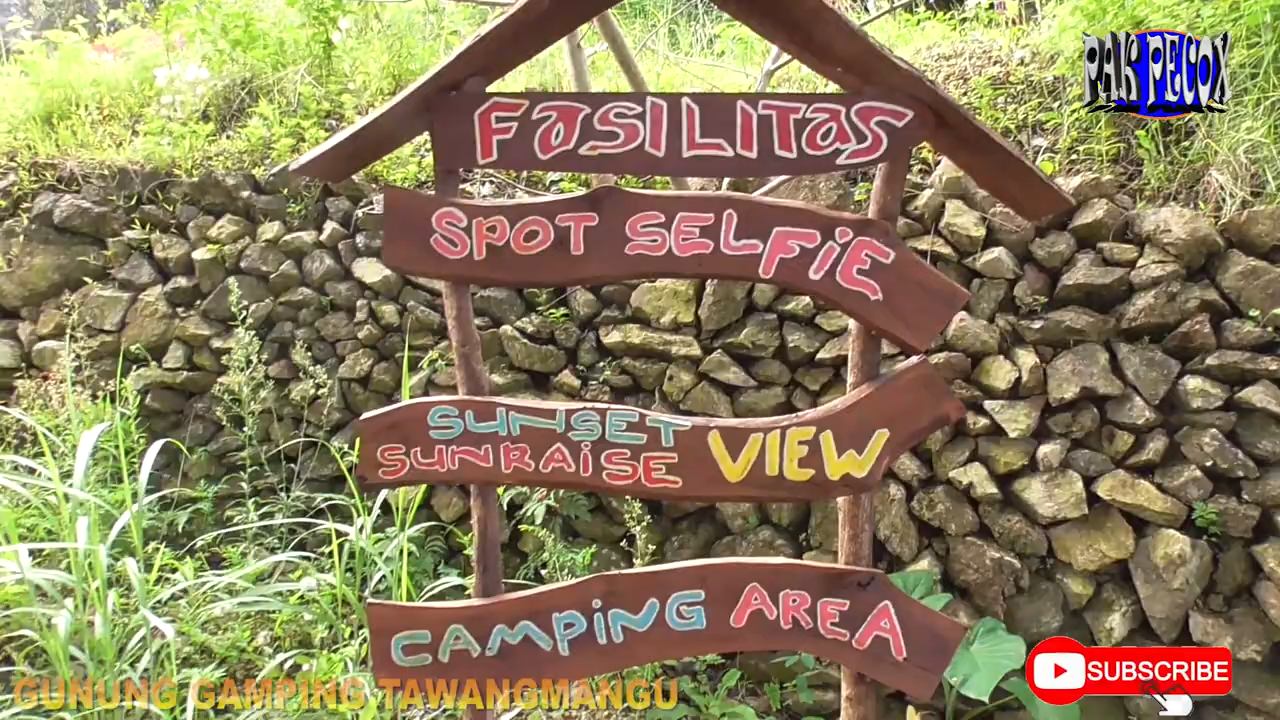 PAK PECOX
FASILITAS
SPOT SELFIE
SUNSET
SUNRAISE VIEW
CAMPING AREA
GUNUNG GAMPING TAWANGMANGU
SUBSCRIBE